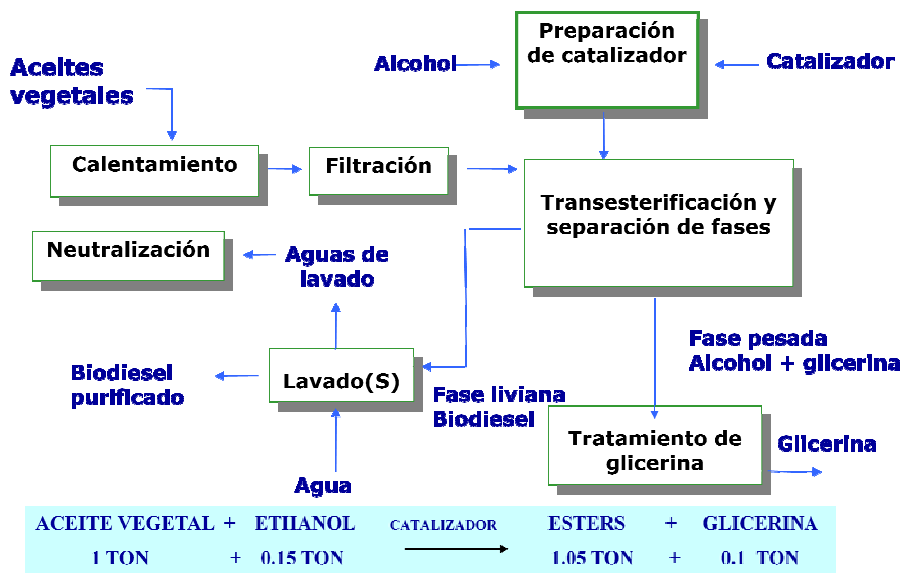 Preparación
de catalizador
Alcohol
Catalizador
Aceites
vegetales
Calentamiento
Filtración
Transesterificación y
separación de fases
Neutralización
Aguas de
lavado
Fase pesada
Alcohol + glicerina
Biodiesel
purificado
Lavado(S)
Fase liviana
Biodiesel
Tratamiento de
glicerina
Glicerina
Agua
ACEITE VEGETAL + ETHANOL CATALIZADOR ESTERS + GLICERINA
1 TON + 0.15 TON 1.05 TON + 0.1 TON